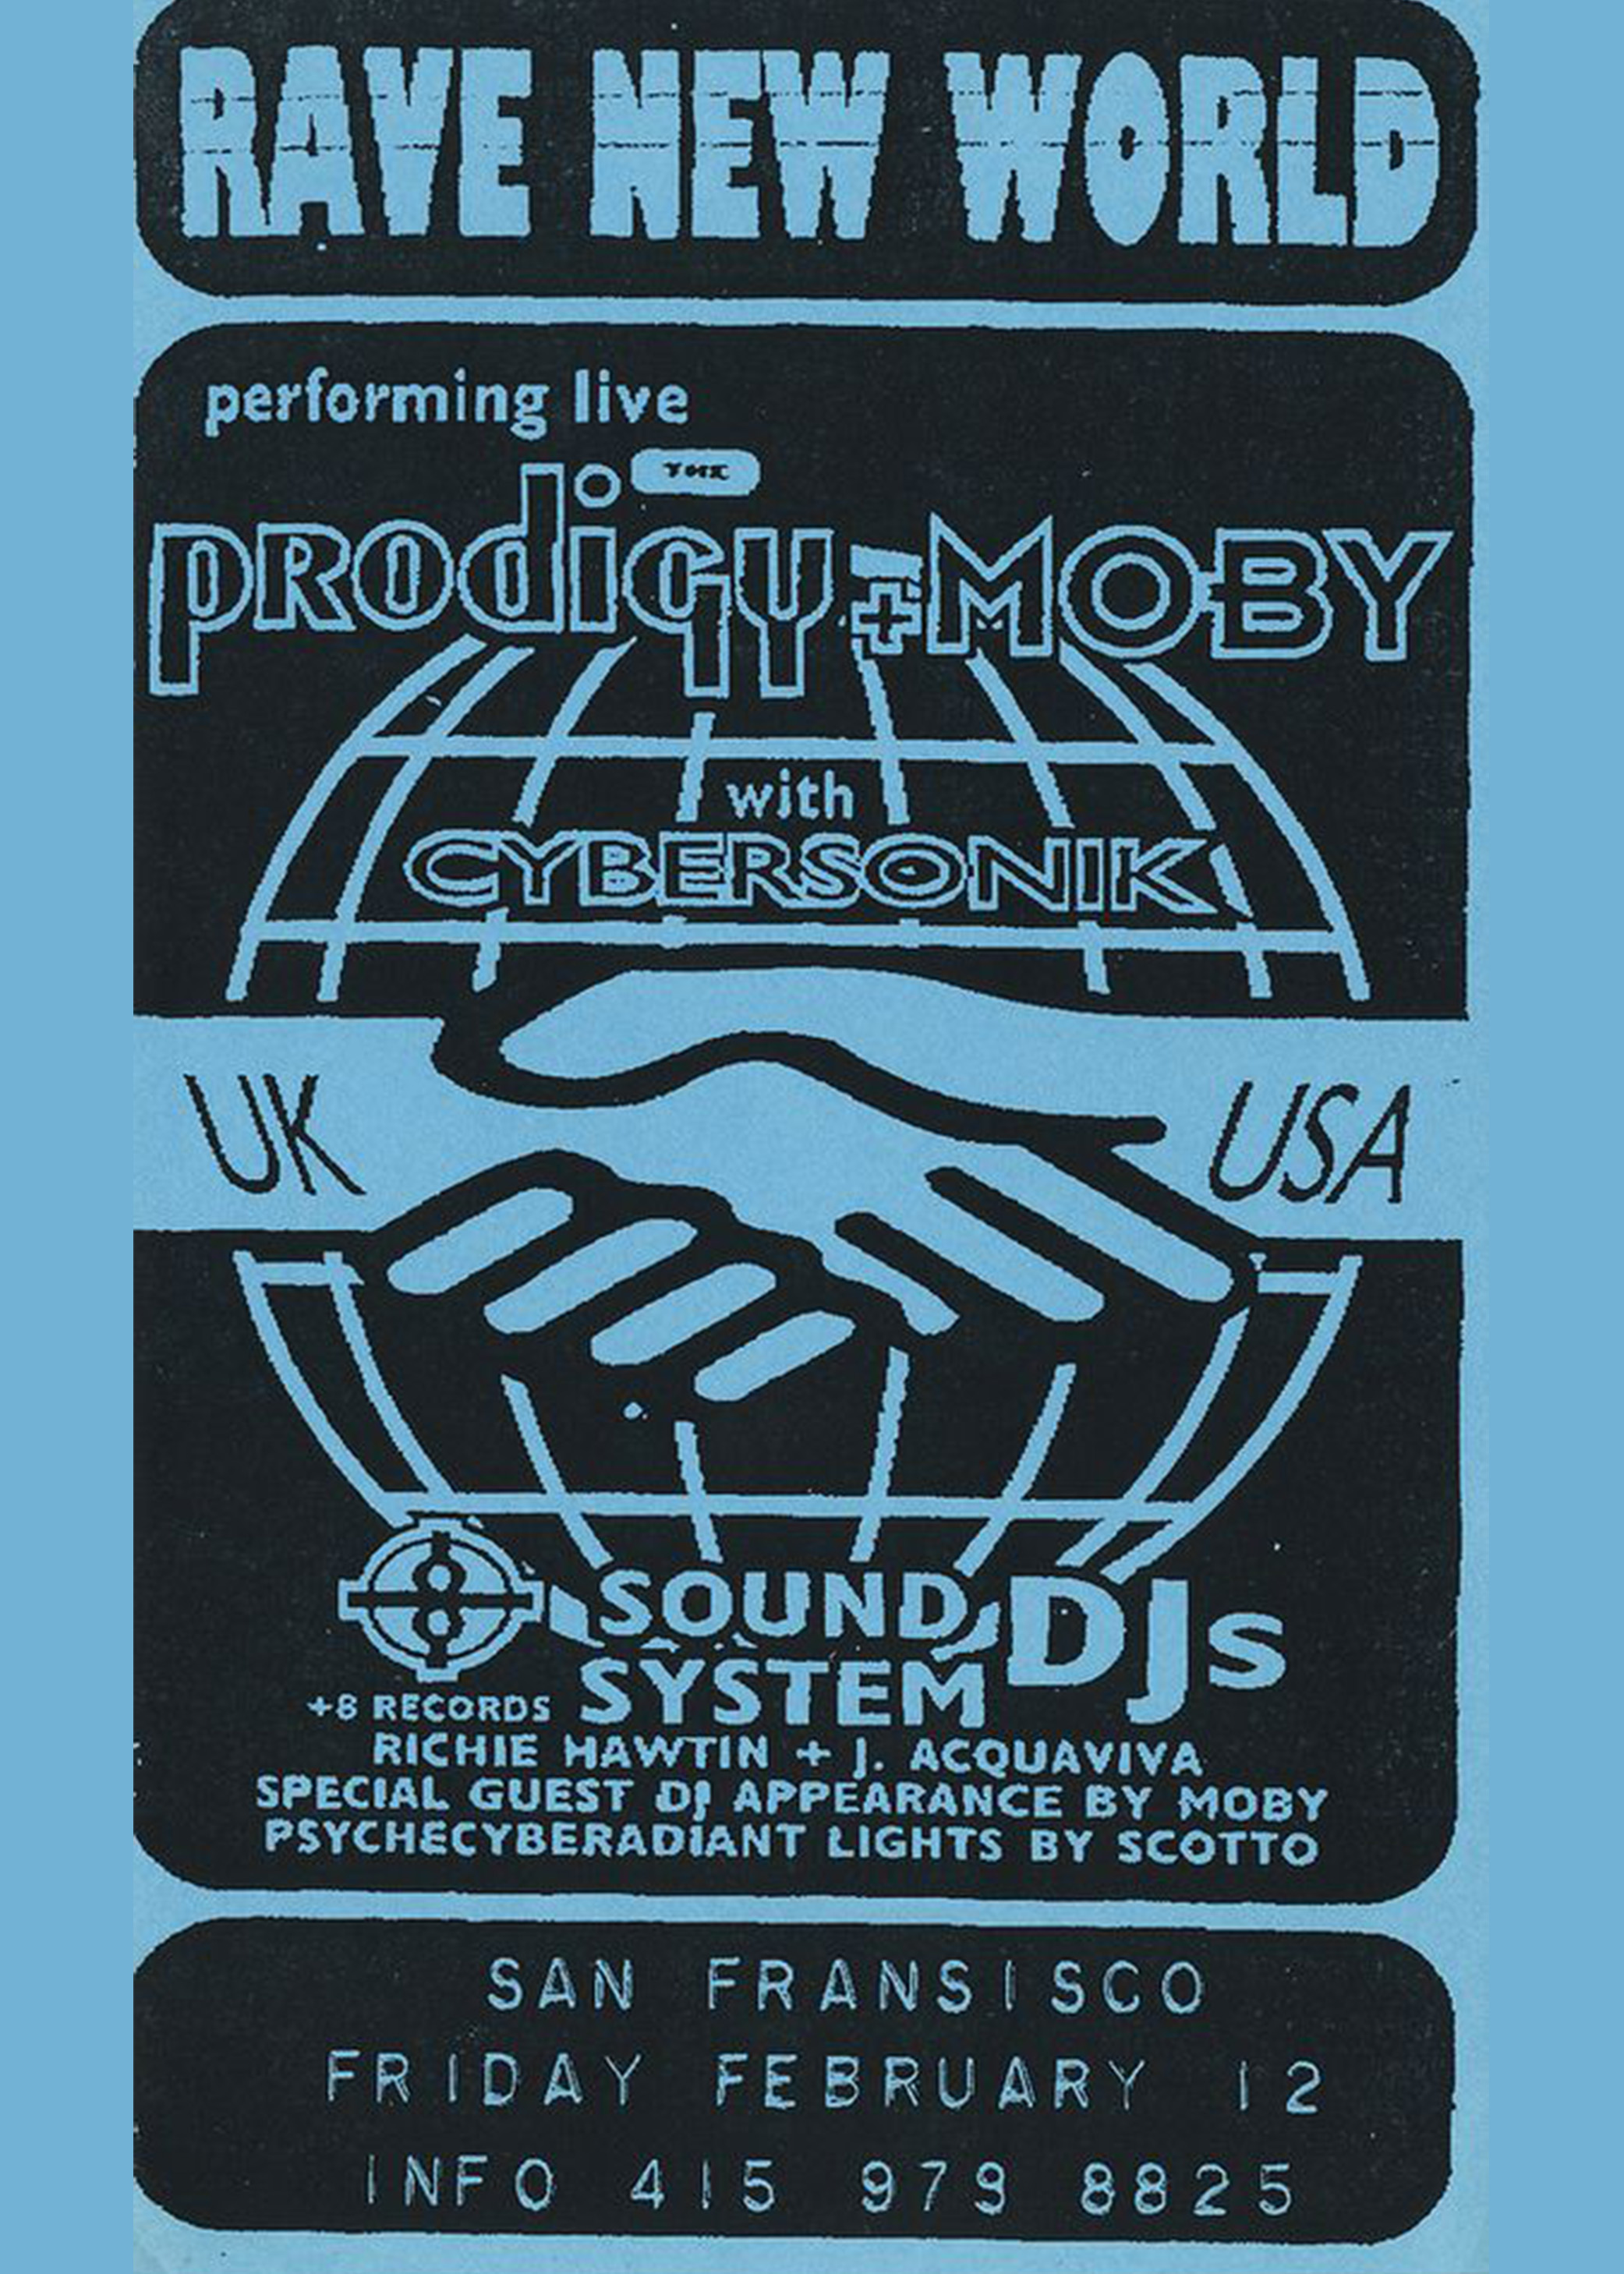 RAVE NEW WORLD
performing live
THE
PRODIGY + MOBY
with
CYBERSONIK
UK
USA
8
SOUND
SYSTEM
DJs
+8 RECORDS
RICHIE HAWTIN + J. ACQUAVIVA
SPECIAL GUEST DJ APPEARANCE BY MOBY
PSYCHECYBERADIANT LIGHTS BY SCOTTO
SAN FRANSISCO
FRIDAY FEBRUARY 12
INFO 415 979 8825